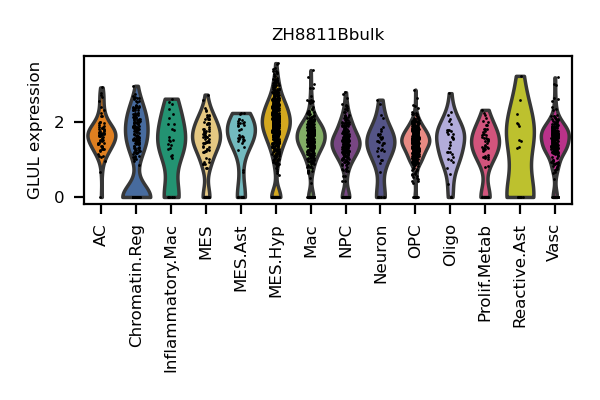 ZH8811Bbulk
GLUL expression
2
0
AC
Chromatin.Reg
Inflammatory.Mac
MES
MES.Ast
MES.Hyp
Mac
NPC
Neuron
OPC
Oligo
Prolif.Metab
Reactive.Ast
Vasc